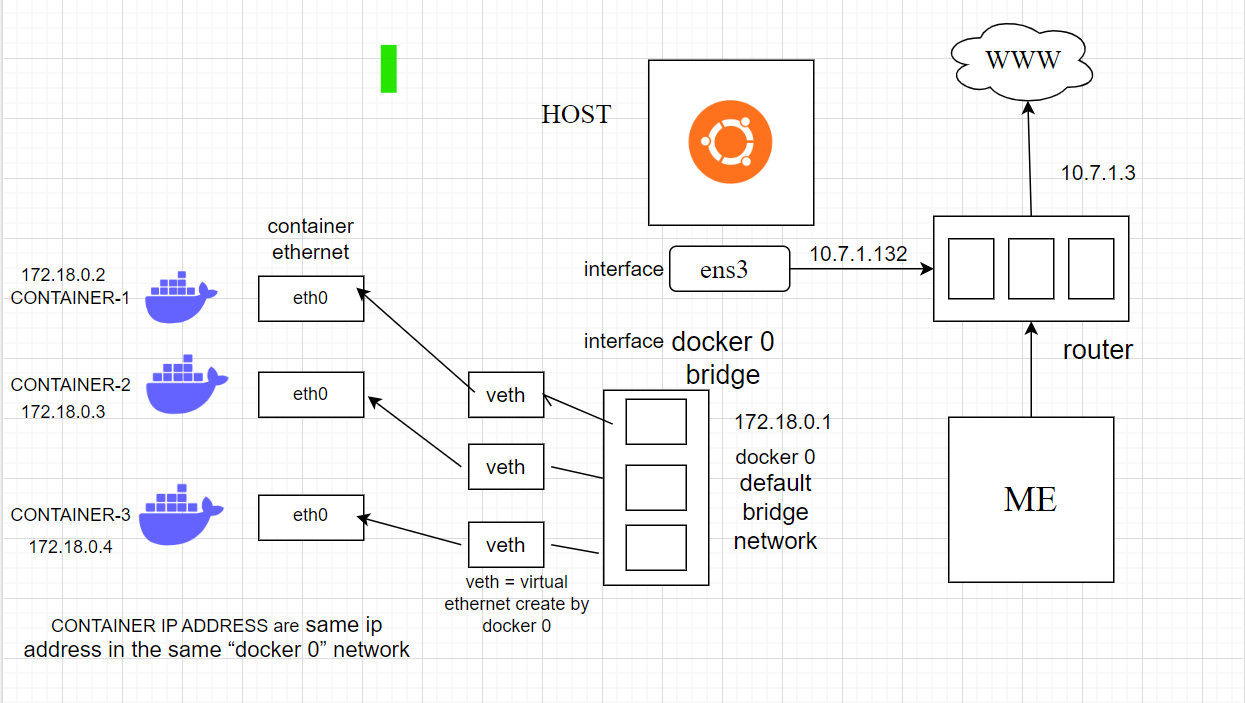 WWW
HOST
10.7.1.3
container
ethernet
10.7.1.132
interface
ens3
172.18.0.2
CONTAINER-1
eth0
interface docker 0
bridge
router
CONTAINER-2
172.18.0.3
eth0
veth
172.18.0.1
docker 0
default
bridge
network
veth
ME
CONTAINER-3
172.18.0.4
eth0
veth
veth = virtual
ethernet create by
docker 0
CONTAINER IP ADDRESS are same ip
address in the same “docker 0” network